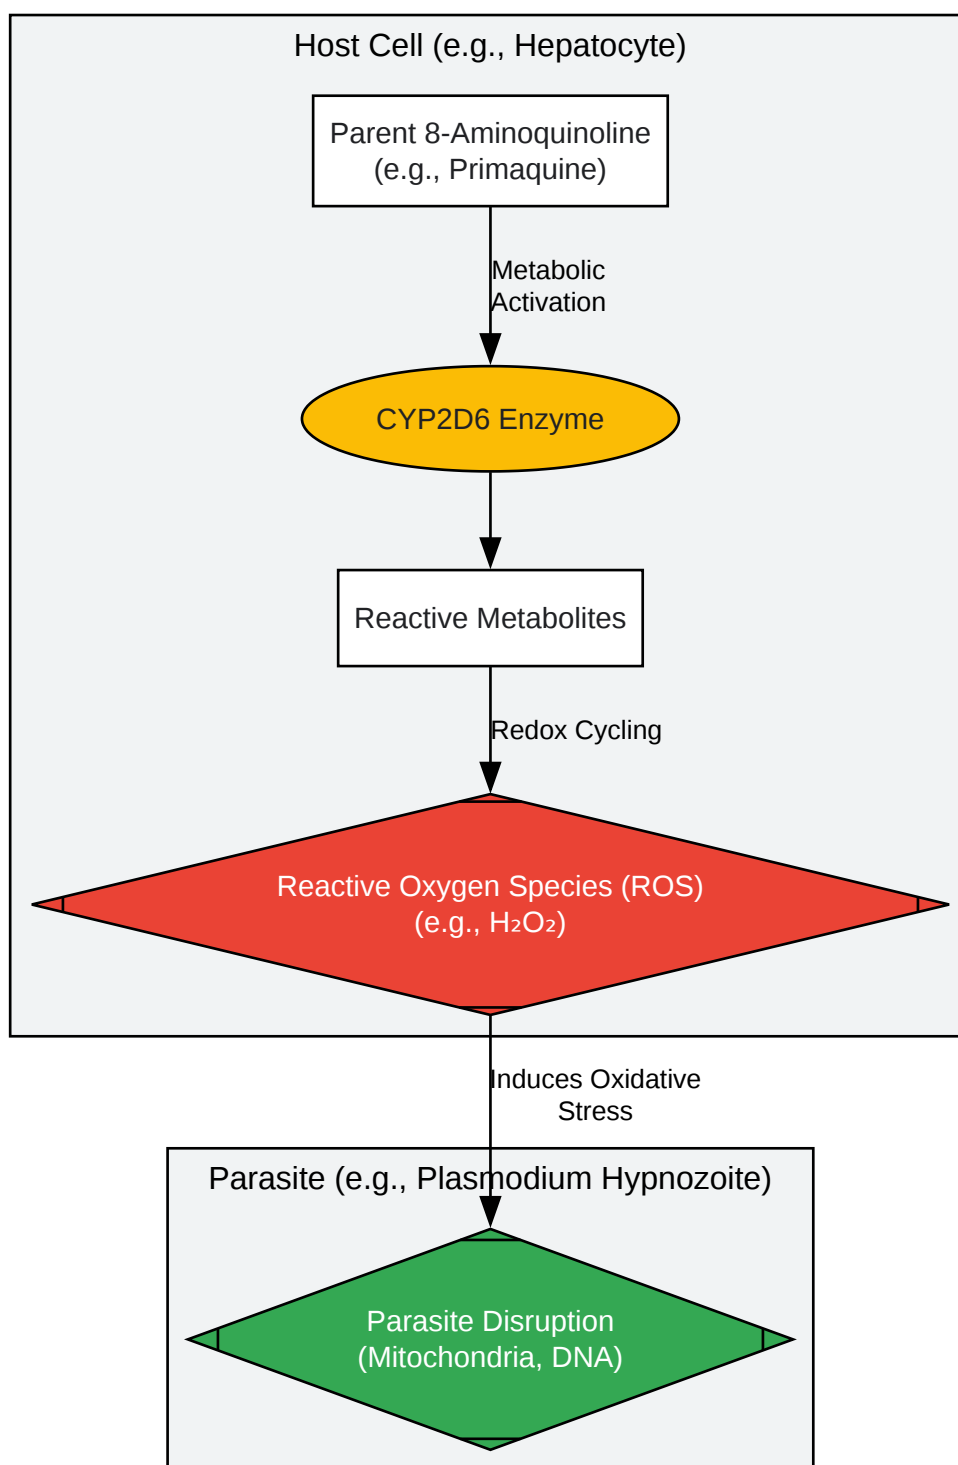 Host Cell (e.g., Hepatocyte)
Parent 8-Aminoquinoline
(e.g., Primaquine)
Metabolic
Activation
CYP2D6 Enzyme
Reactive Metabolites
Redox Cycling
Reactive Oxygen Species (ROS)
(e.g., H₂O₂)
Induces Oxidative
Stress
Parasite (e.g., Plasmodium Hypnozoite)
Parasite Disruption
(Mitochondria, DNA)